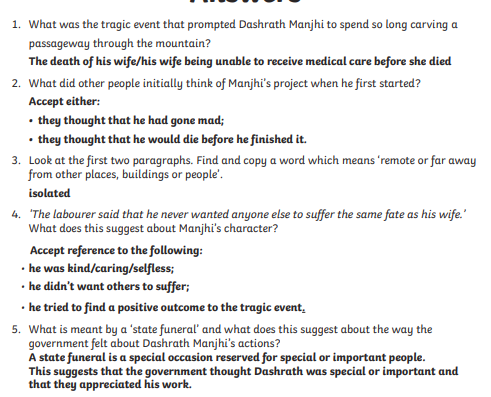 Answers
1. What was the tragic event that prompted Dashrath Manjhi to spend so long carving a
passageway through the mountain?
The death of his wife/his wife being unable to receive medical care before she died
2. What did other people initially think of Manjhi's project when he first started?
Accept either:
• they thought that he had gone mad;
• they thought that he would die before he finished it.
3. Look at the first two paragraphs. Find and copy a word which means 'remote or far away
from other places, buildings or people'.
isolated
4. 'The labourer said that he never wanted anyone else to suffer the same fate as his wife.'
What does this suggest about Manjhi's character?
Accept reference to the following:
• he was kind/caring/selfless;
• he didn't want others to suffer;
• he tried to find a positive outcome to the tragic event.
5. What is meant by a 'state funeral' and what does this suggest about the way the
government felt about Dashrath Manjhi's actions?
A state funeral is a special occasion reserved for special or important people.
This suggests that the government thought Dashrath was special or important and
that they appreciated his work.